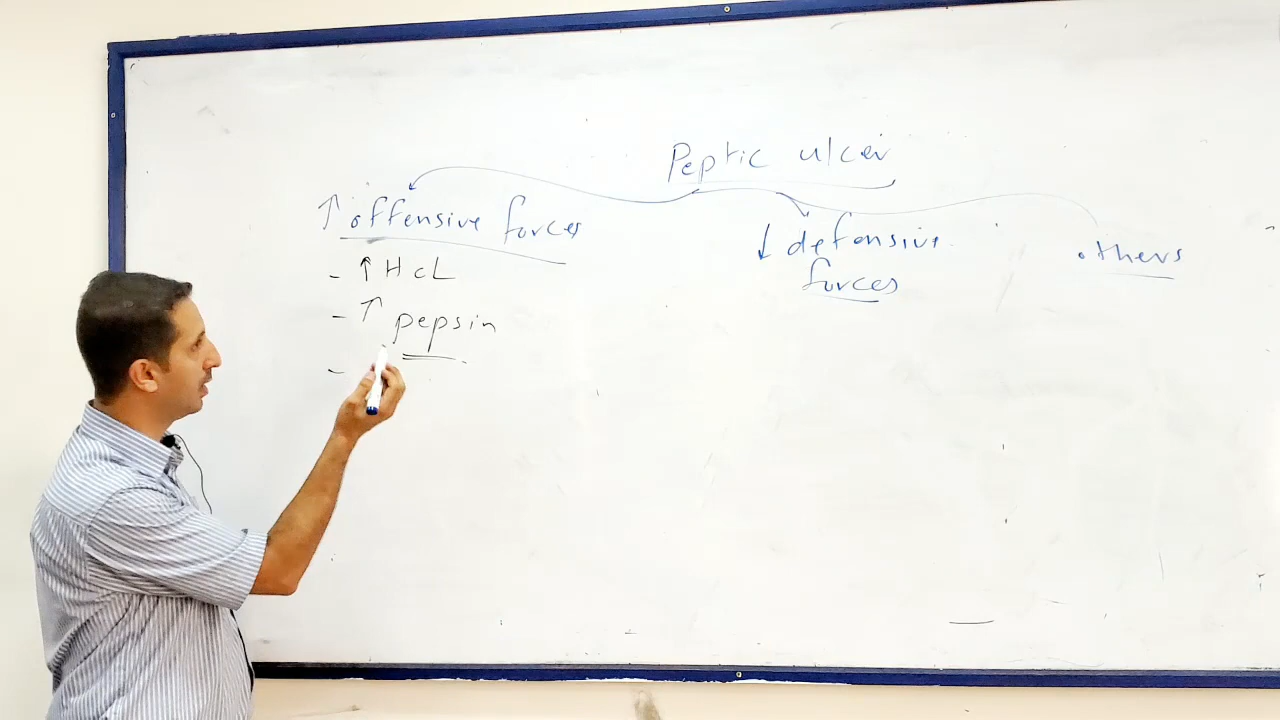 Peptic ulcer
↑ offensive forces
- ↑ HCL
- ↑ pepsin
-
↓ defensive
forces
others